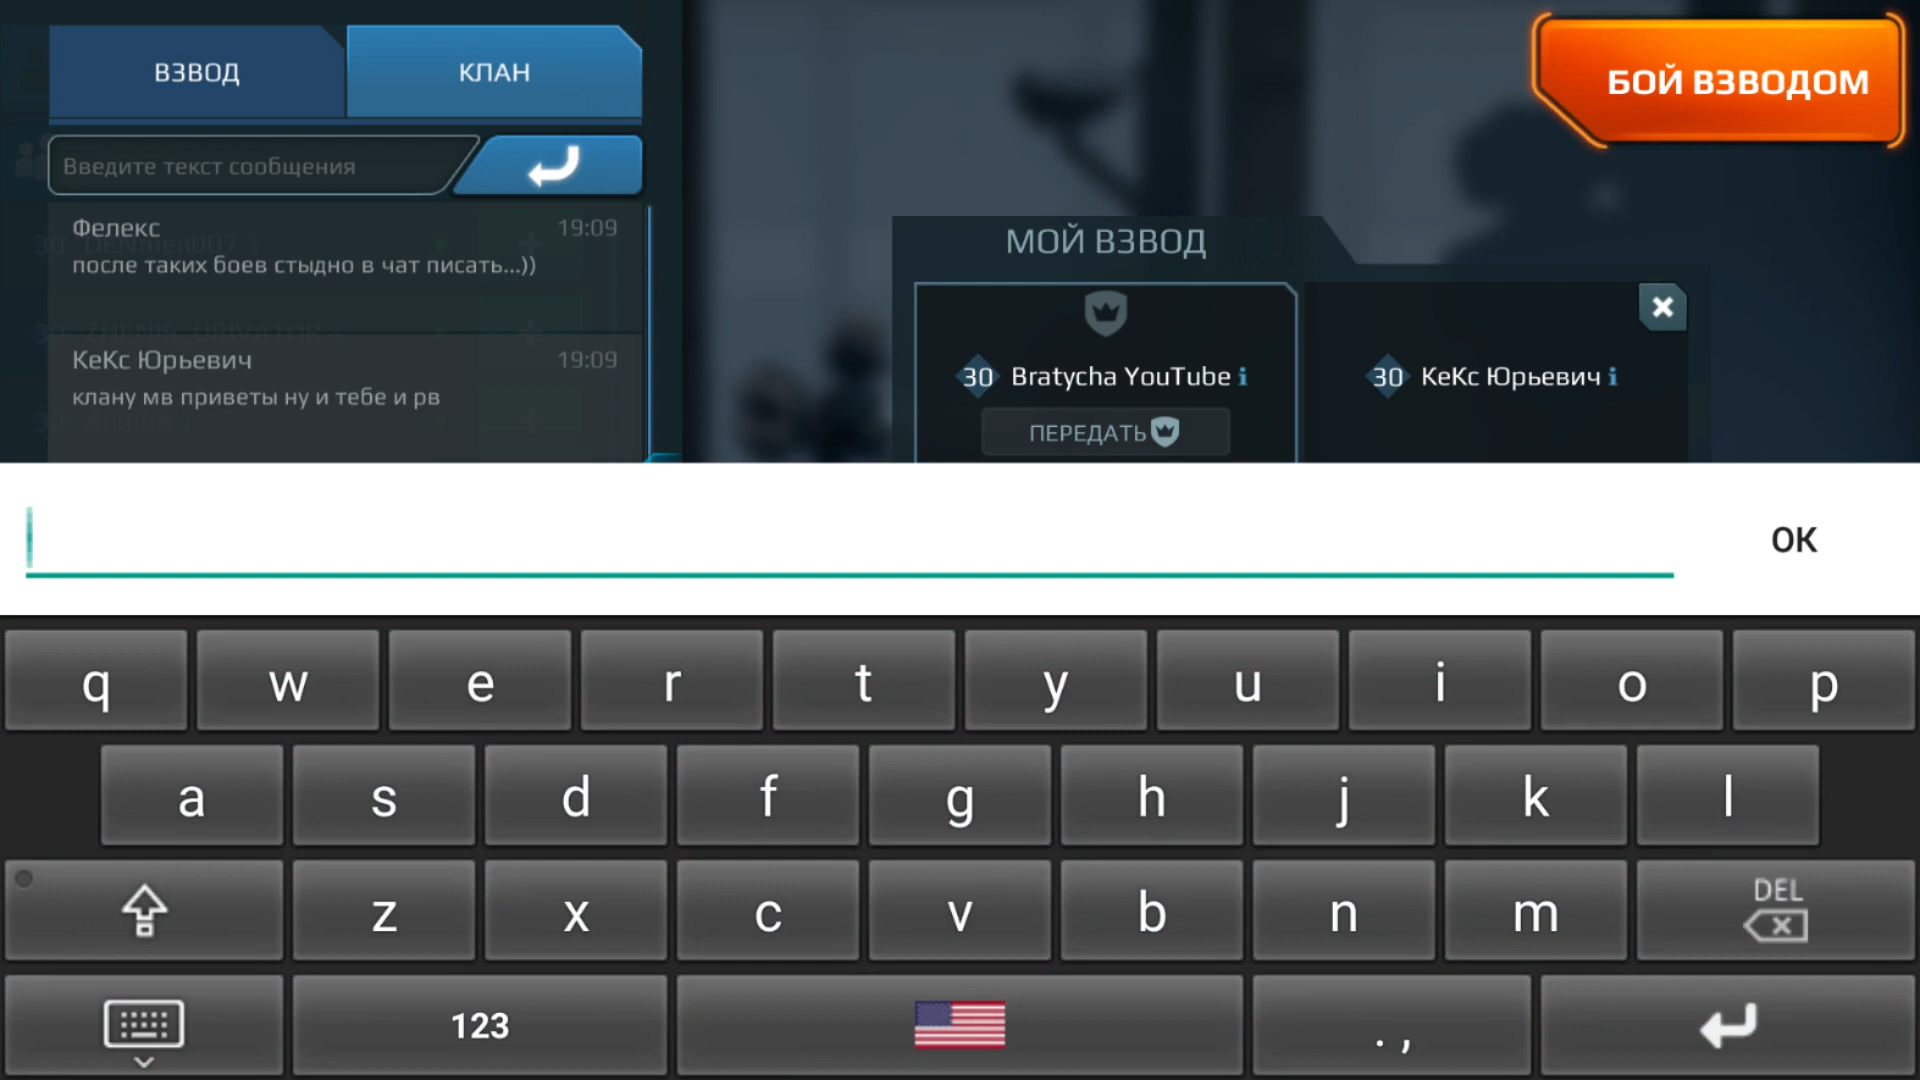 ВЗВОД
КЛАН
БОЙ ВЗВОДОМ
Введите текст сообщения
Фелекс 19:09
после таких боев стыдно в чат писать...))
КеКс Юрьевич 19:09
клану мв приветы ну и тебе и рв
МОЙ ВЗВОД
30 Bratycha YouTube i
ПЕРЕДАТЬ
30 КеКс Юрьевич i
OK
q w e r t y u i o p
a s d f g h j k l
z x c v b n m DEL
123 . ,